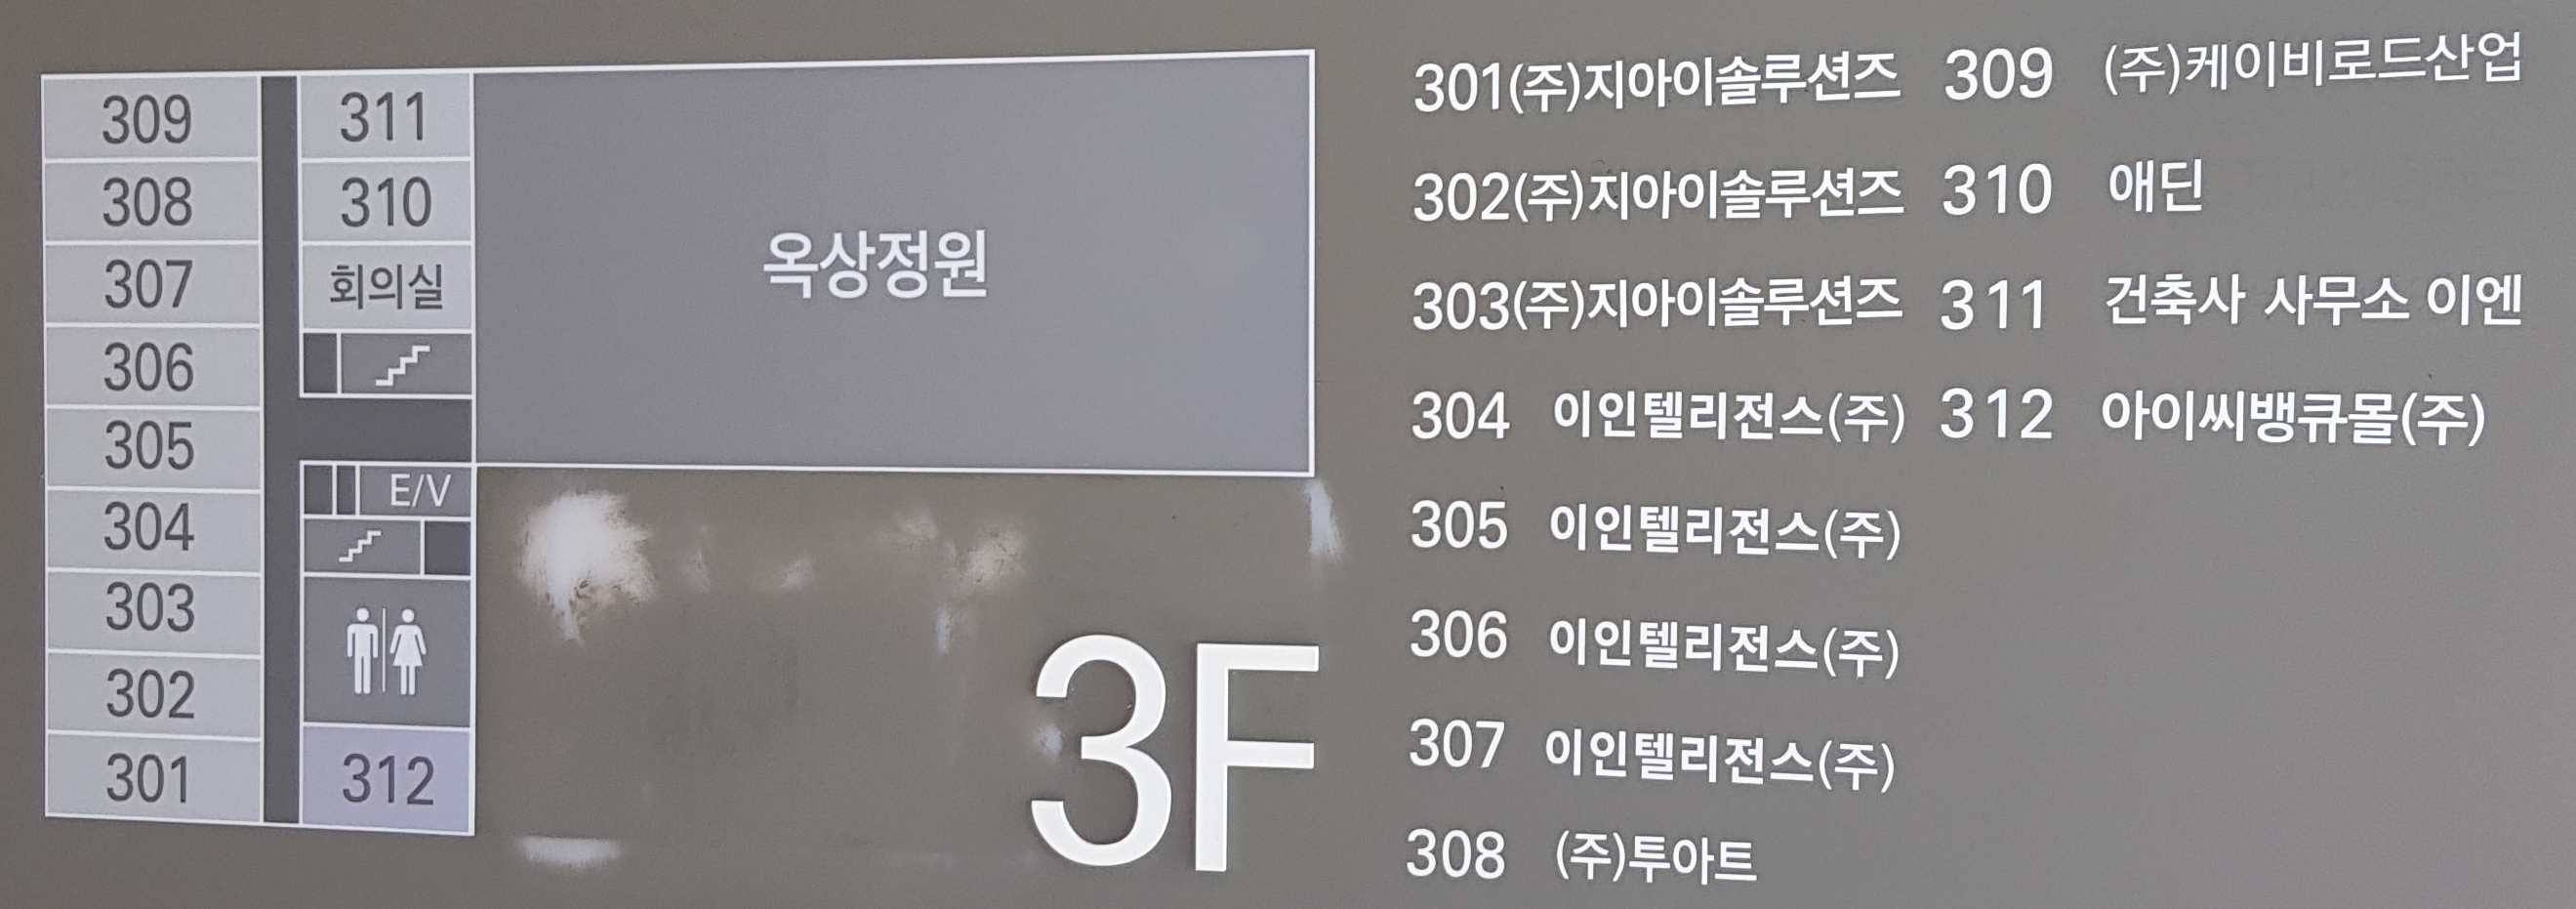 309
308
307
306
305
304
303
302
301
311
310
회의실
E/V
312
옥상정원
3F
301(주)지아이솔루션즈
302(주)지아이솔루션즈
303(주)지아이솔루션즈
304 이인텔리전스(주)
305 이인텔리전스(주)
306 이인텔리전스(주)
307 이인텔리전스(주)
308 (주)투아트
309 (주)케이비로드산업
310 애딘
311 건축사 사무소 이엔
312 아이씨뱅큐몰(주)